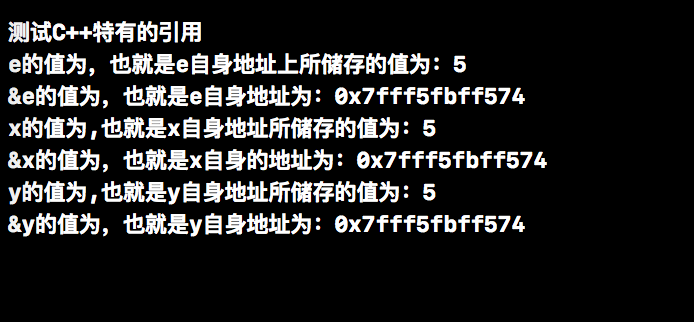 测试C++特有的引用
e的值为，也就是e自身地址上所储存的值为：5
&e的值为，也就是e自身地址为：0x7fff5fbff574
x的值为,也就是x自身地址所储存的值为：5
&x的值为，也就是x自身的地址为：0x7fff5fbff574
y的值为,也就是y自身地址所储存的值为：5
&y的值为，也就是y自身地址为：0x7fff5fbff574